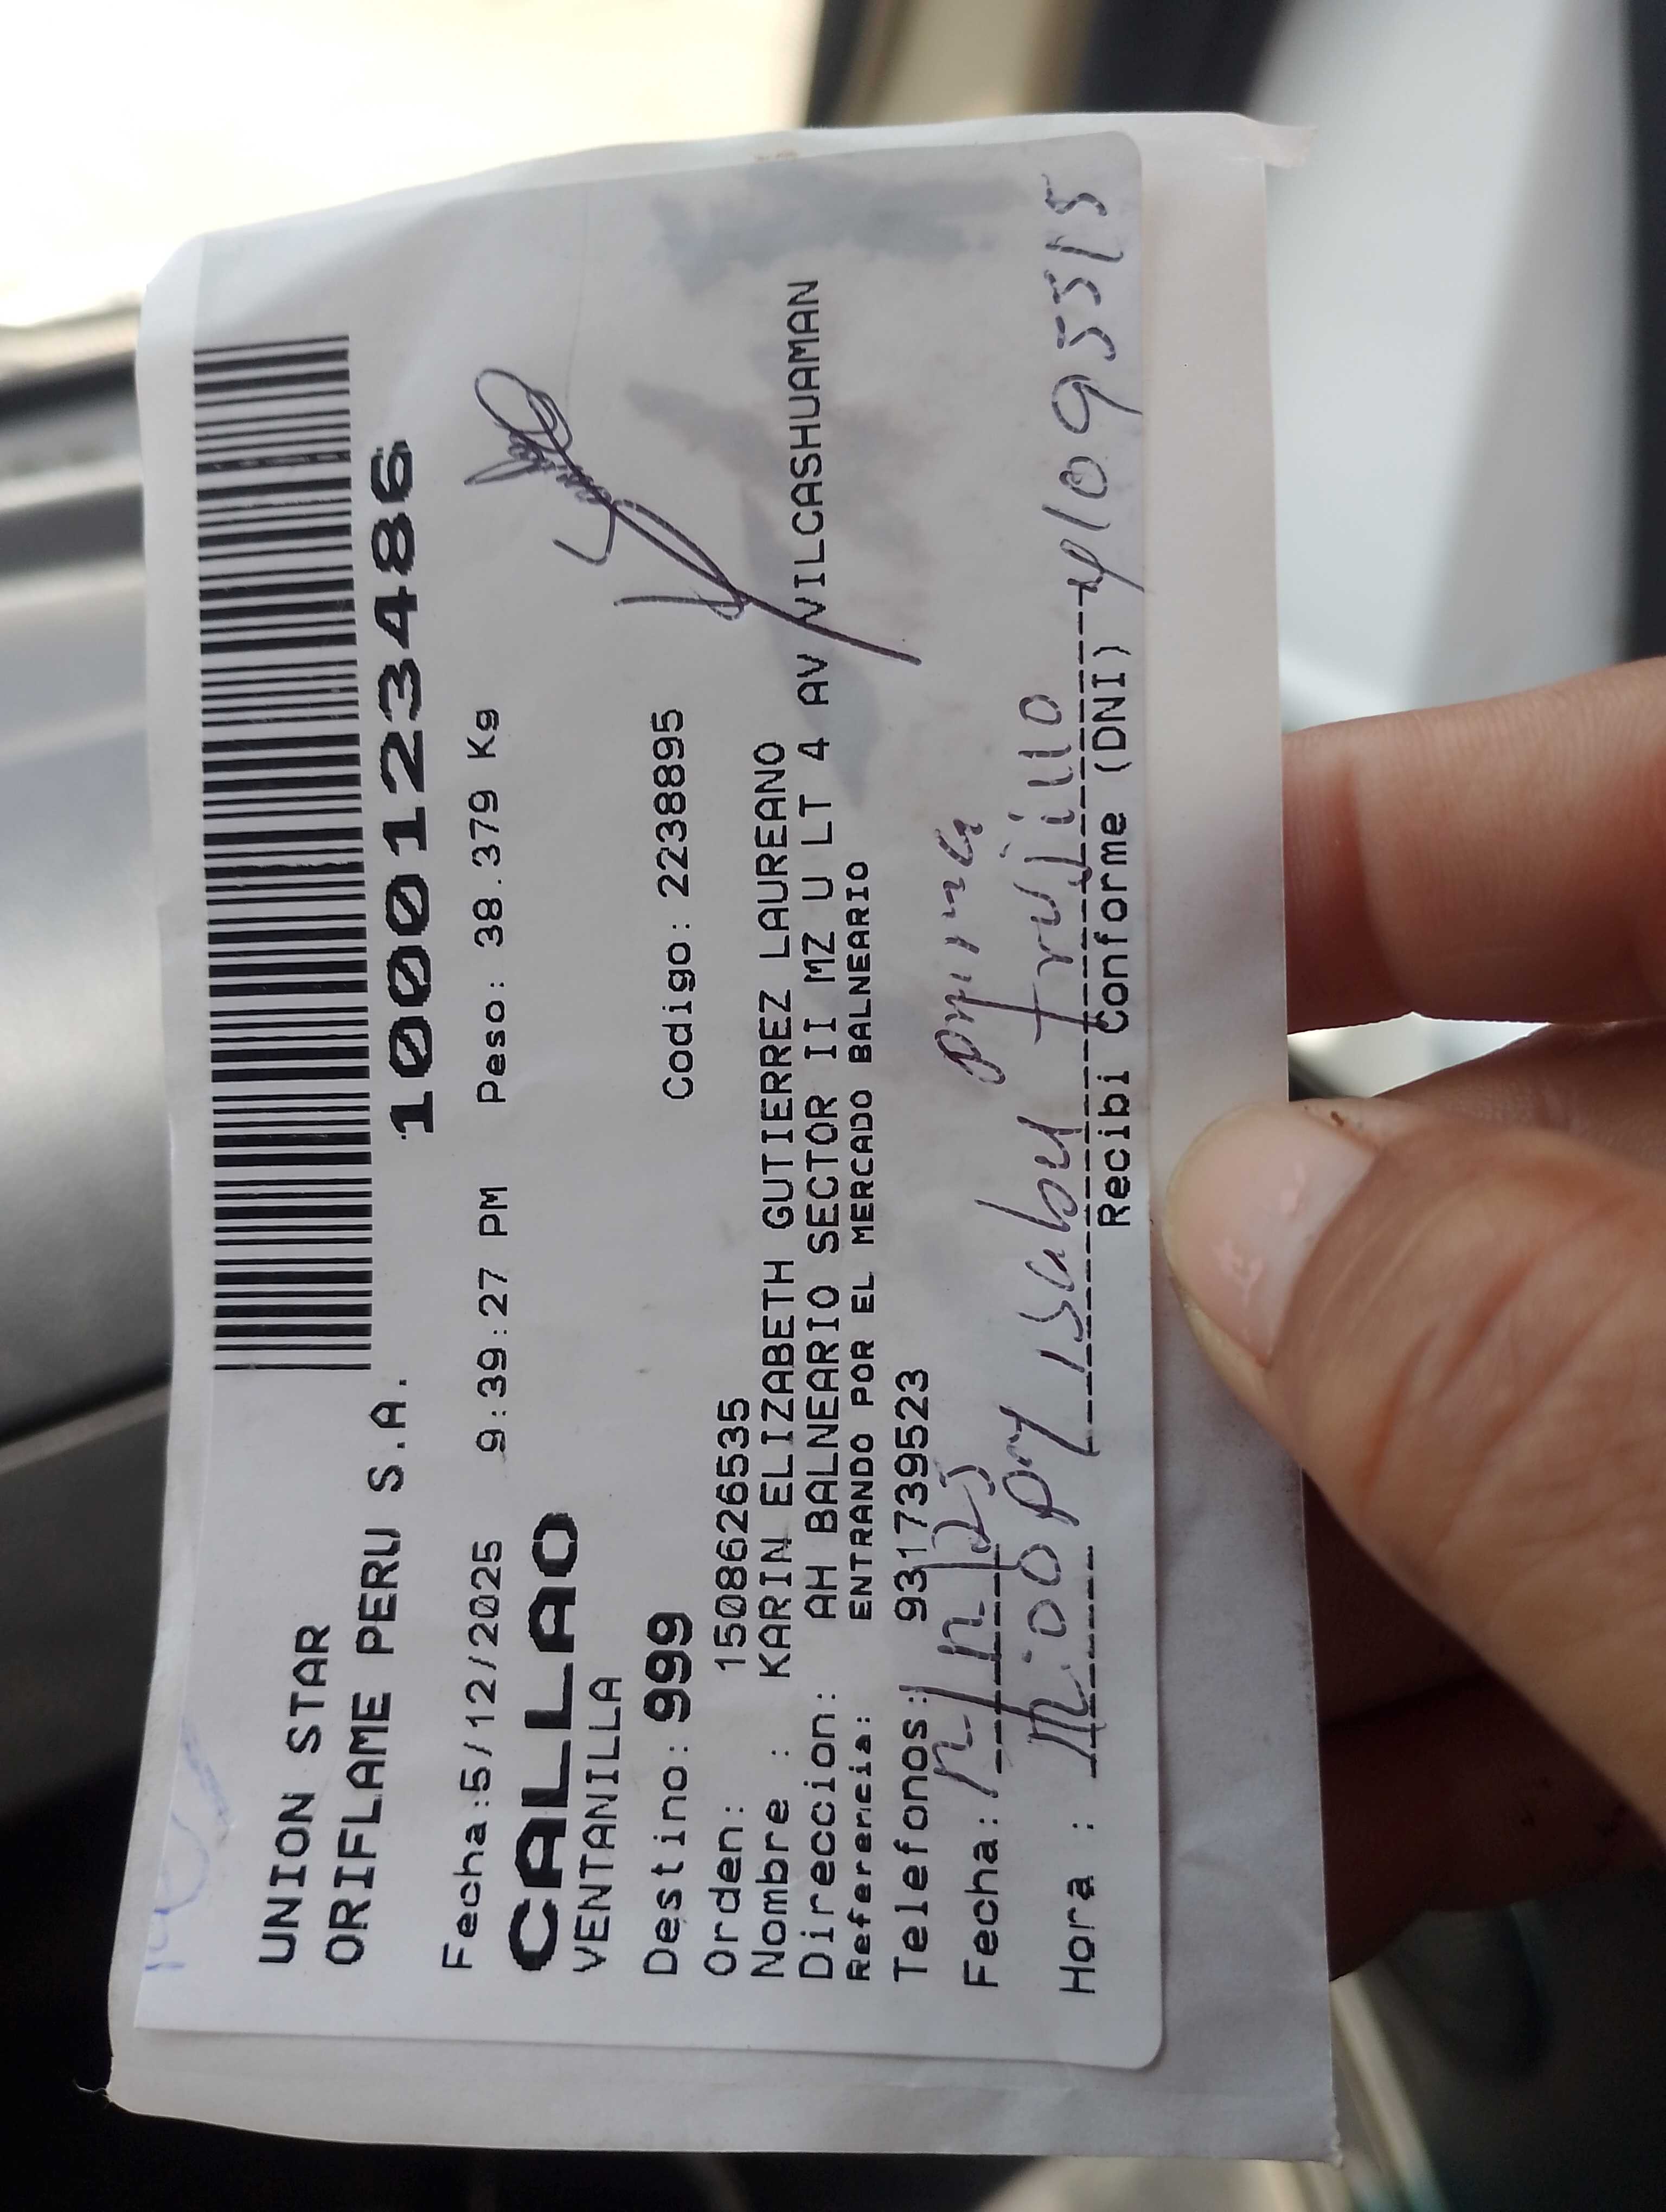 UNION STAR
ORIFLAME PERU S.A.
1000123486
Fecha:5/12/2025 9:39:27 PM Peso: 38.379 Kg
CALLAO
VENTANILLA
Destino: 999 Codigo: 2238895
Orden: 1508626535
Nombre : KARIN ELIZABETH GUTIERREZ LAUREANO
Direccion: AH BALNEARIO SECTOR II MZ U LT 4 AV VILCASHUAMAN
Referencia: ENTRANDO POR EL MERCADO BALNEARIO
Telefonos: 931739523
Fecha:
Hora : trujillo
Recibi Conforme (DNI)